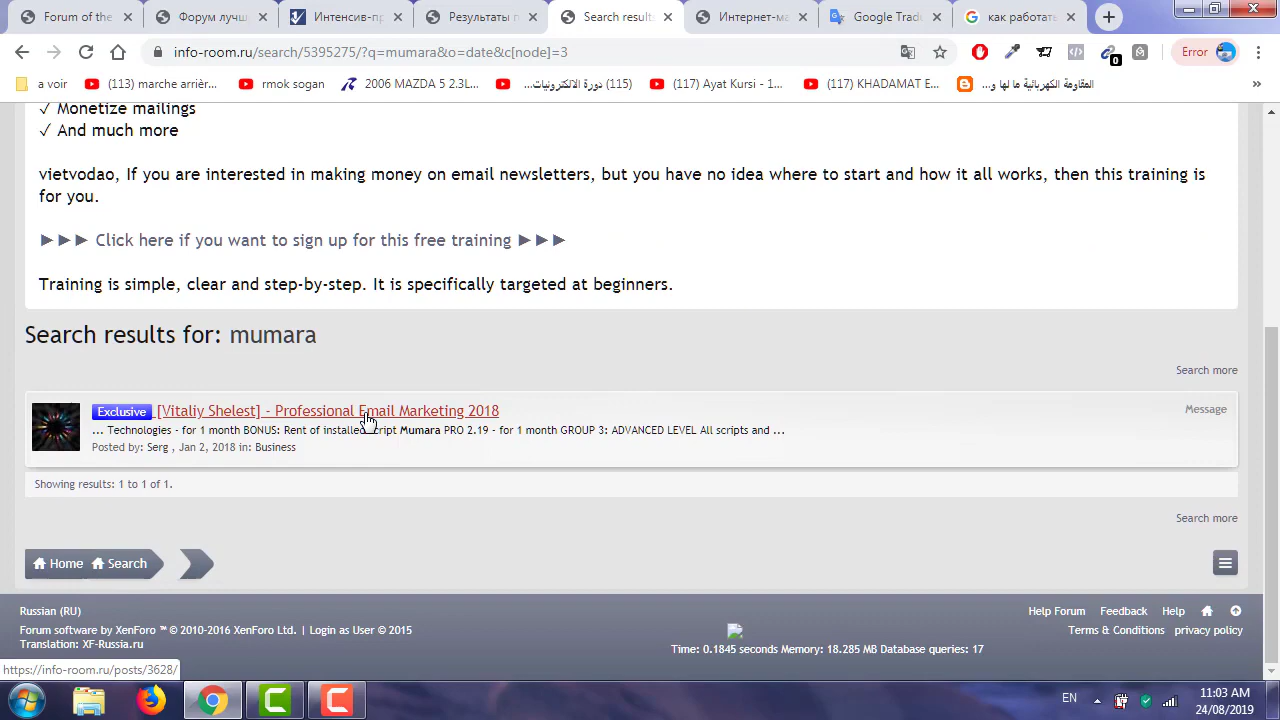 Forum of the
Форум лучш
Интенсив-пр
Результаты п
Search result
Интернет-ма
Google Trad
как работать
info-room.ru/search/5395275/?q=mumara&o=date&c[node]=3
Error
0
a voir
(113) marche arrièr...
rmok sogan
2006 MAZDA 5 2.3L...
(115) دورة الالكترونيات...
(117) Ayat Kursi - 1...
(117) KHADAMAT E...
المقاومة الكهربائية ما لها و...
»
✓ Monetize mailings
✓ And much more
vietvodao, If you are interested in making money on email newsletters, but you have no idea where to start and how it all works, then this training is
for you.
►►► Click here if you want to sign up for this free training ►►►
Training is simple, clear and step-by-step. It is specifically targeted at beginners.
Search results for: mumara
Search more
Exclusive [Vitaliy Shelest] - Professional Email Marketing 2018
Message
... Technologies - for 1 month BONUS: Rent of installed script Mumara PRO 2.19 - for 1 month GROUP 3: ADVANCED LEVEL All scripts and ...
Posted by: Serg , Jan 2, 2018 in: Business
Showing results: 1 to 1 of 1.
Search more
Home Search
Russian (RU)
Help Forum Feedback Help
Forum software by XenForo ™ © 2010-2016 XenForo Ltd. | Login as User © 2015
Terms & Conditions privacy policy
Translation: XF-Russia.ru
Time: 0.1845 seconds Memory: 18.285 MB Database queries: 17
https://info-room.ru/posts/3628/
EN
11:03 AM
24/08/2019